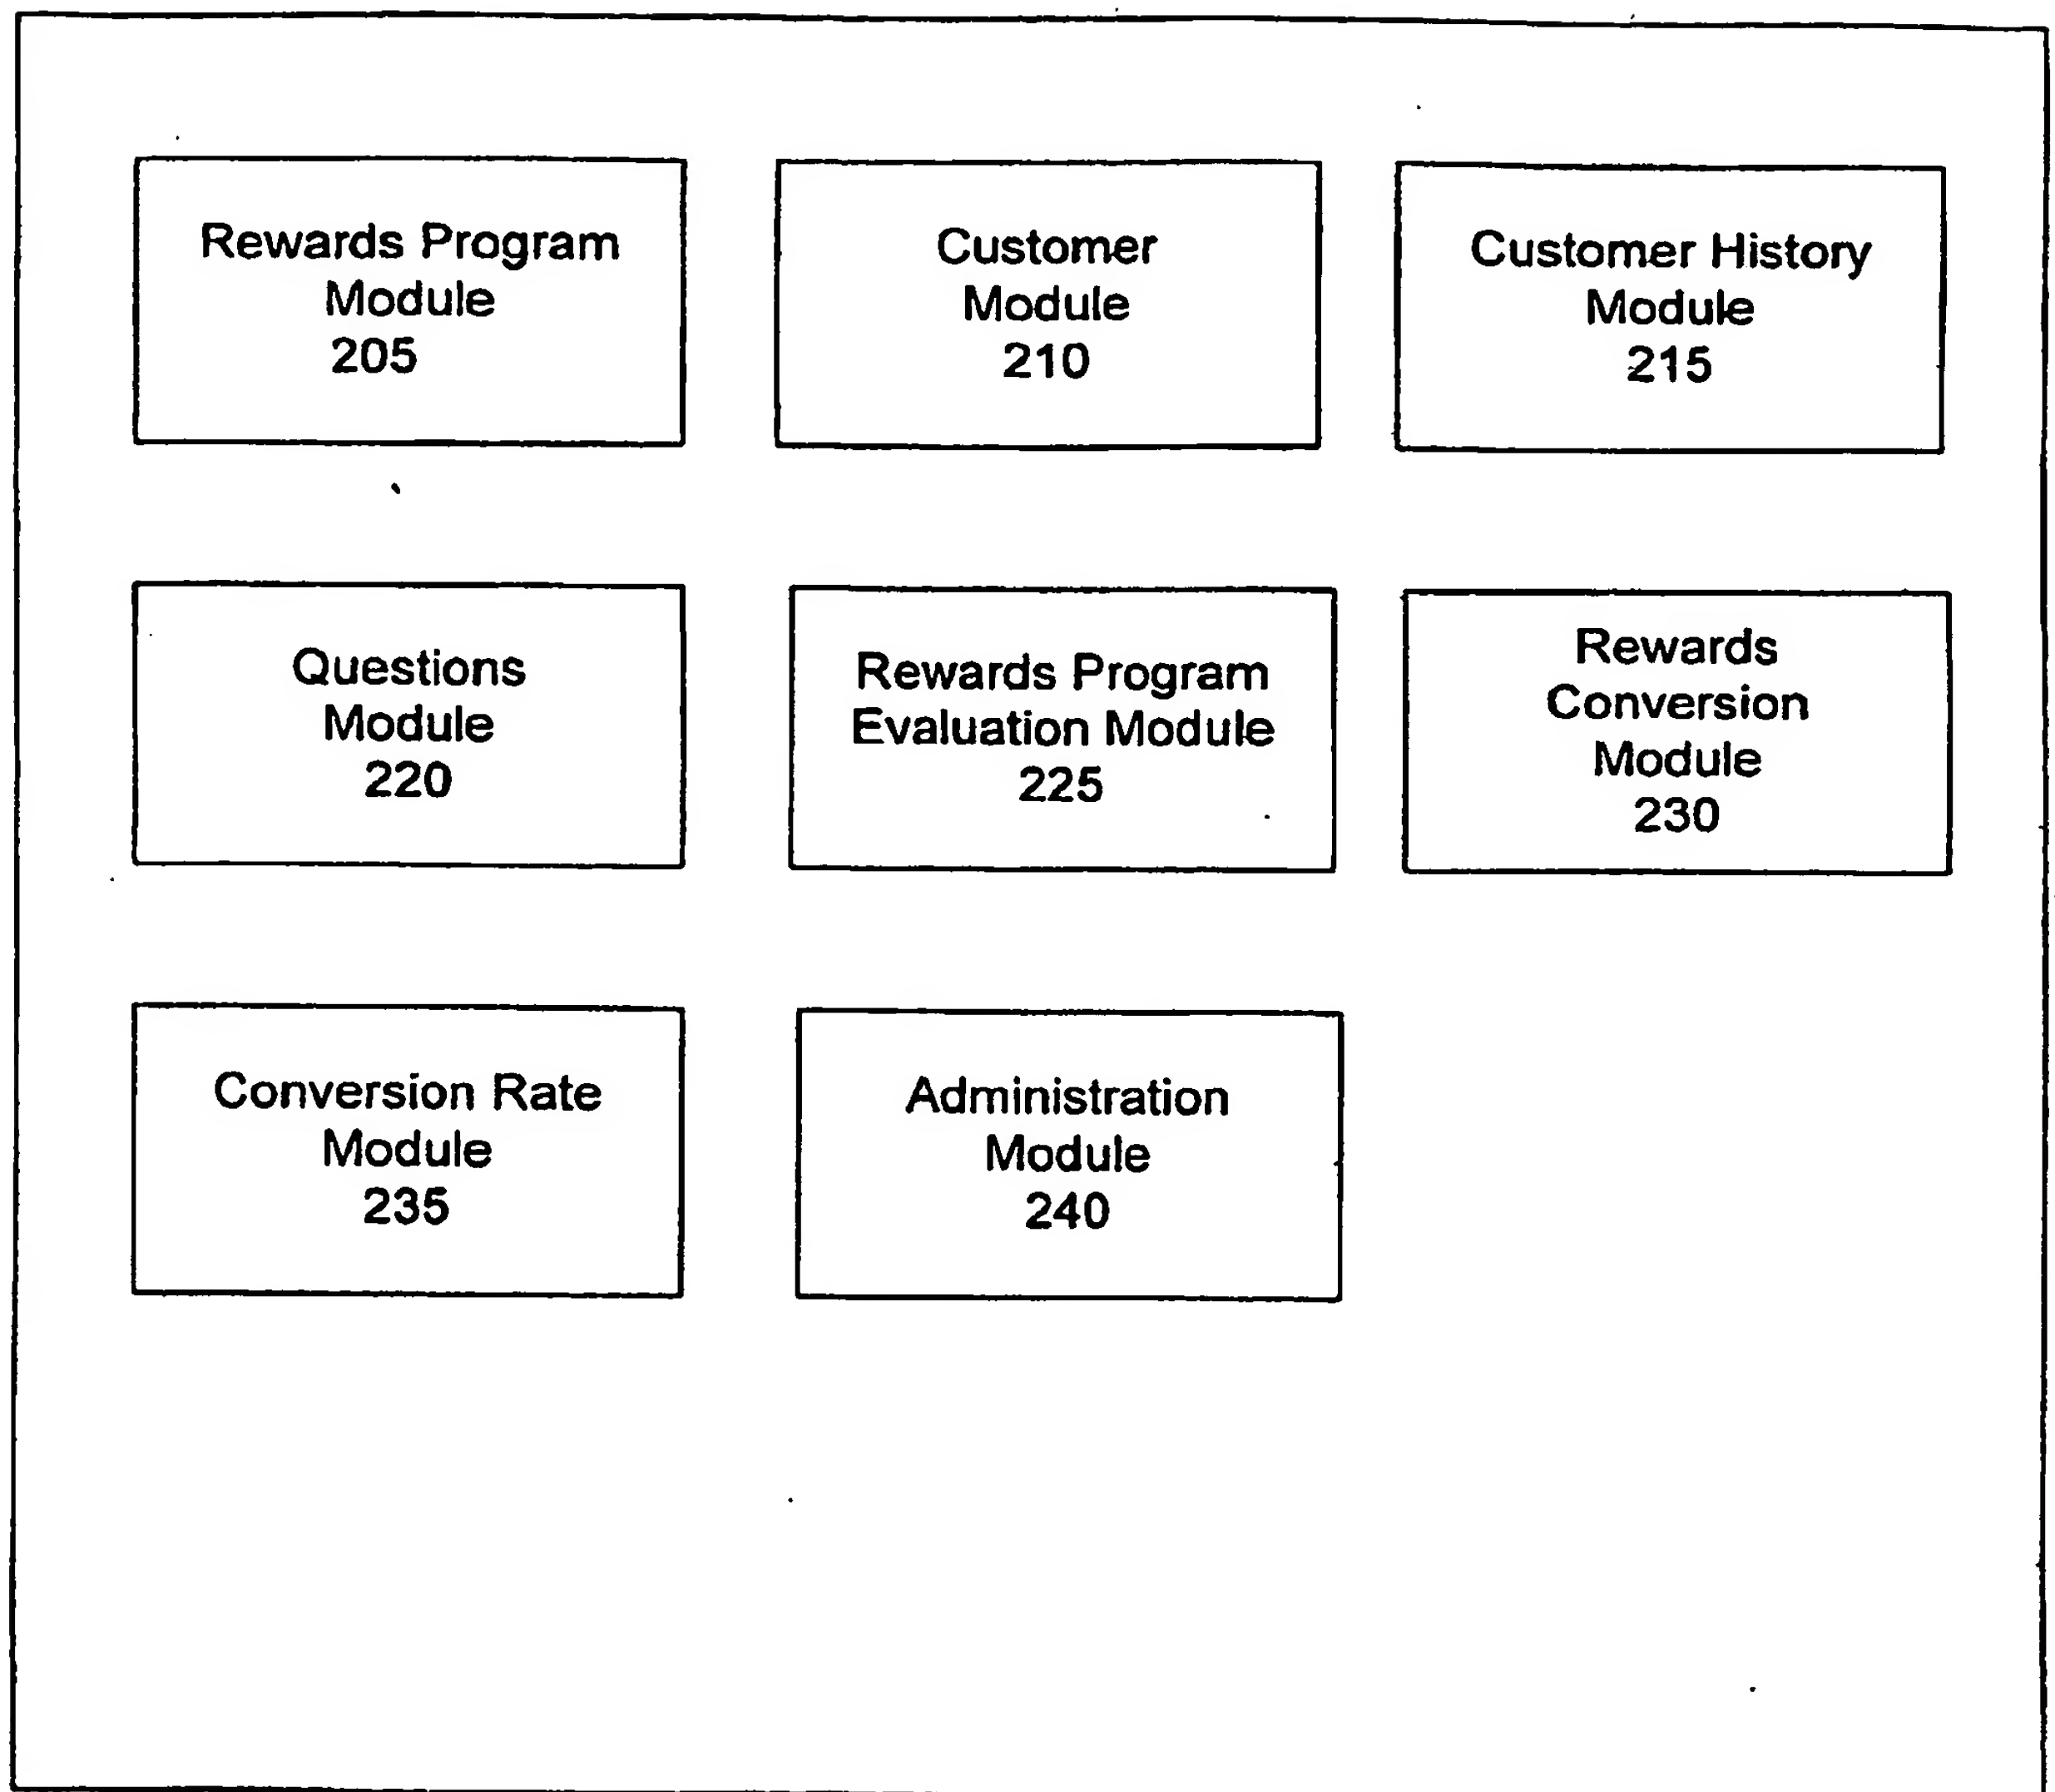 Rewards Program
Module
205
Customer
Module
210
Customer History
Module
215
Questions
Module
220
Rewards Program
Evaluation Module
225
Rewards
Conversion
Module
230
Conversion Rate
Module
235
Administration
Module
240